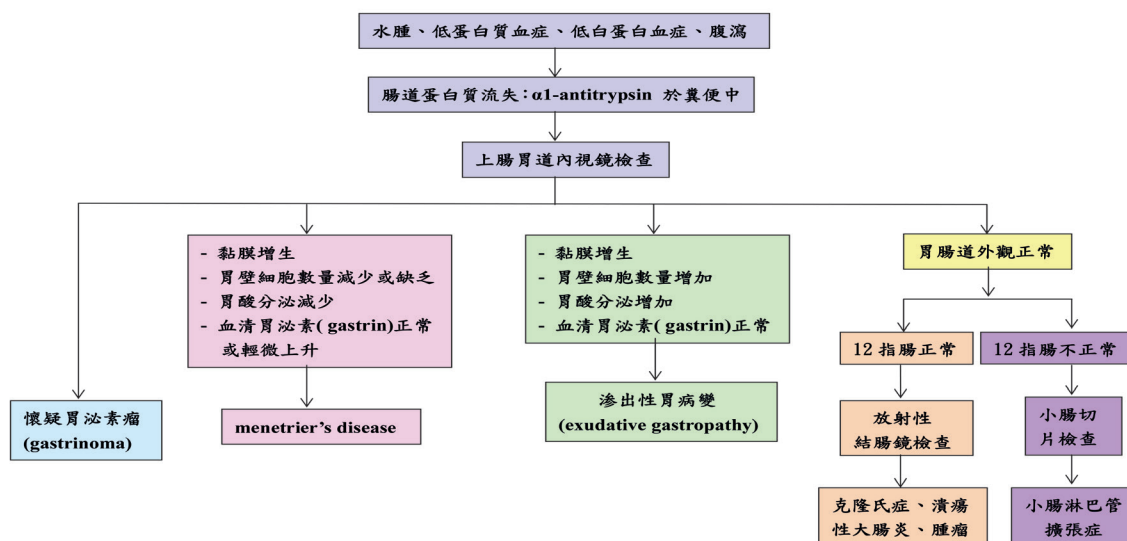 水腫、低蛋白質血症、低白蛋白血症、腹瀉
腸道蛋白質流失:α1-antitrypsin 於糞便中
上腸胃道內視鏡檢查
懷疑胃泌素瘤
(gastrinoma)
- 黏膜增生
- 胃壁細胞數量減少或缺乏
- 胃酸分泌減少
- 血清胃泌素( gastrin)正常
或輕微上升
menetrier's disease
- 黏膜增生
- 胃壁細胞數量增加
- 胃酸分泌增加
- 血清胃泌素( gastrin)正常
滲出性胃病變
(exudative gastropathy)
胃腸道外觀正常
12 指腸正常
放射性
結腸鏡檢查
克隆氏症、潰瘍
性大腸炎、腫瘤
12 指腸不正常
小腸切
片檢查
小腸淋巴管
擴張症